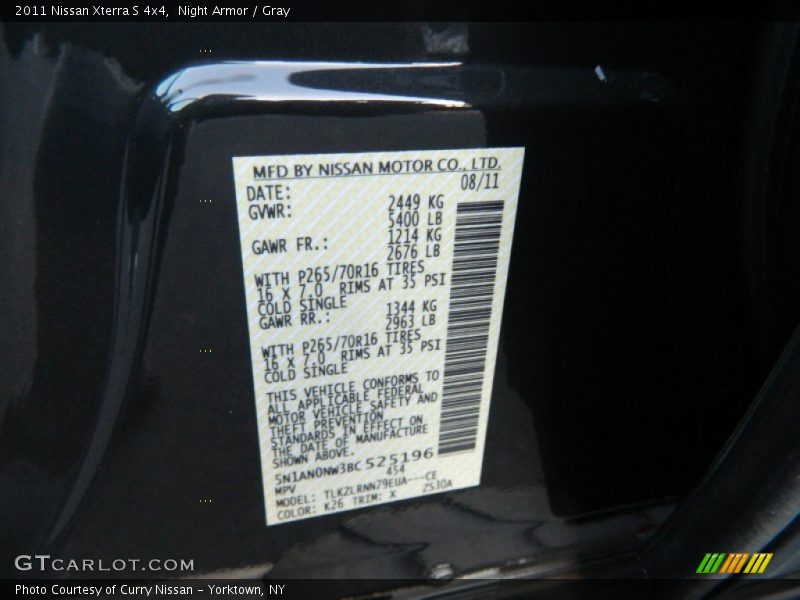 2011 Nissan Xterra S 4x4, Night Armor / Gray
MFD BY NISSAN MOTOR CO., LTD.
DATE: 08/11
GVWR: 2449 KG
5400 LB
GAWR FR.: 1214 KG
2676 LB
WITH P265/70R16 TIRES
16 X 7.0 RIMS AT 35 PSI
COLD SINGLE
GAWR RR.: 1344 KG
2963 LB
WITH P265/70R16 TIRES
16 X 7.0 RIMS AT 35 PSI
COLD SINGLE
THIS VEHICLE CONFORMS TO
ALL APPLICABLE FEDERAL
MOTOR VEHICLE SAFETY AND
THEFT PREVENTION
STANDARDS IN EFFECT ON
THE DATE OF MANUFACTURE
SHOWN ABOVE.
5N1AN0NW3BC525196
MPV 454
MODEL: TLKZLRNN79EUA---CE
COLOR: K26 TRIM: X ZS30A
GTCARLOT.COM
Photo Courtesy of Curry Nissan - Yorktown, NY